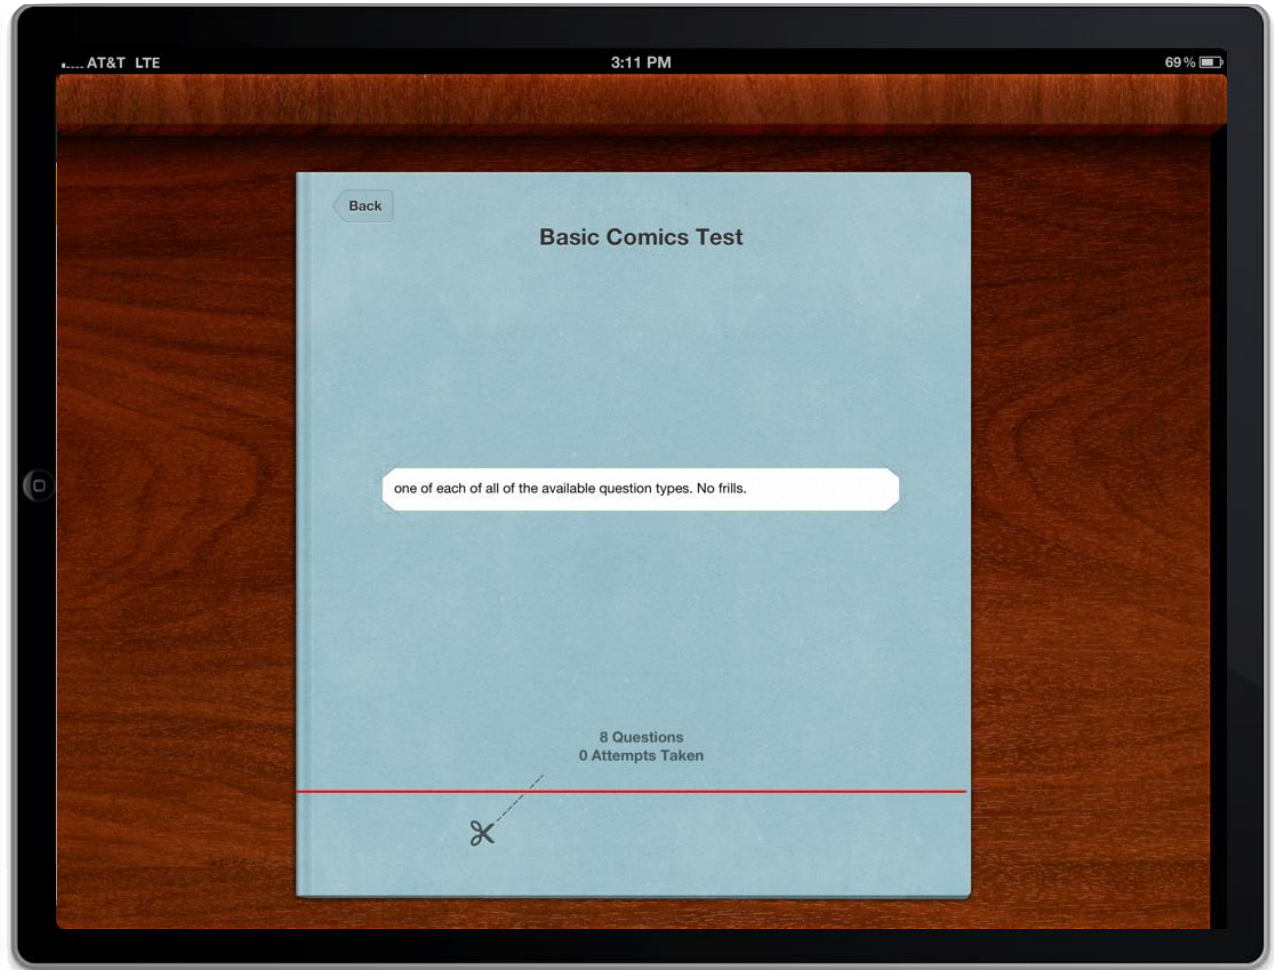 AT&T LTE
3:11 PM
69%
Back
Basic Comics Test
one of each of all of the available question types. No frills.
8 Questions
0 Attempts Taken